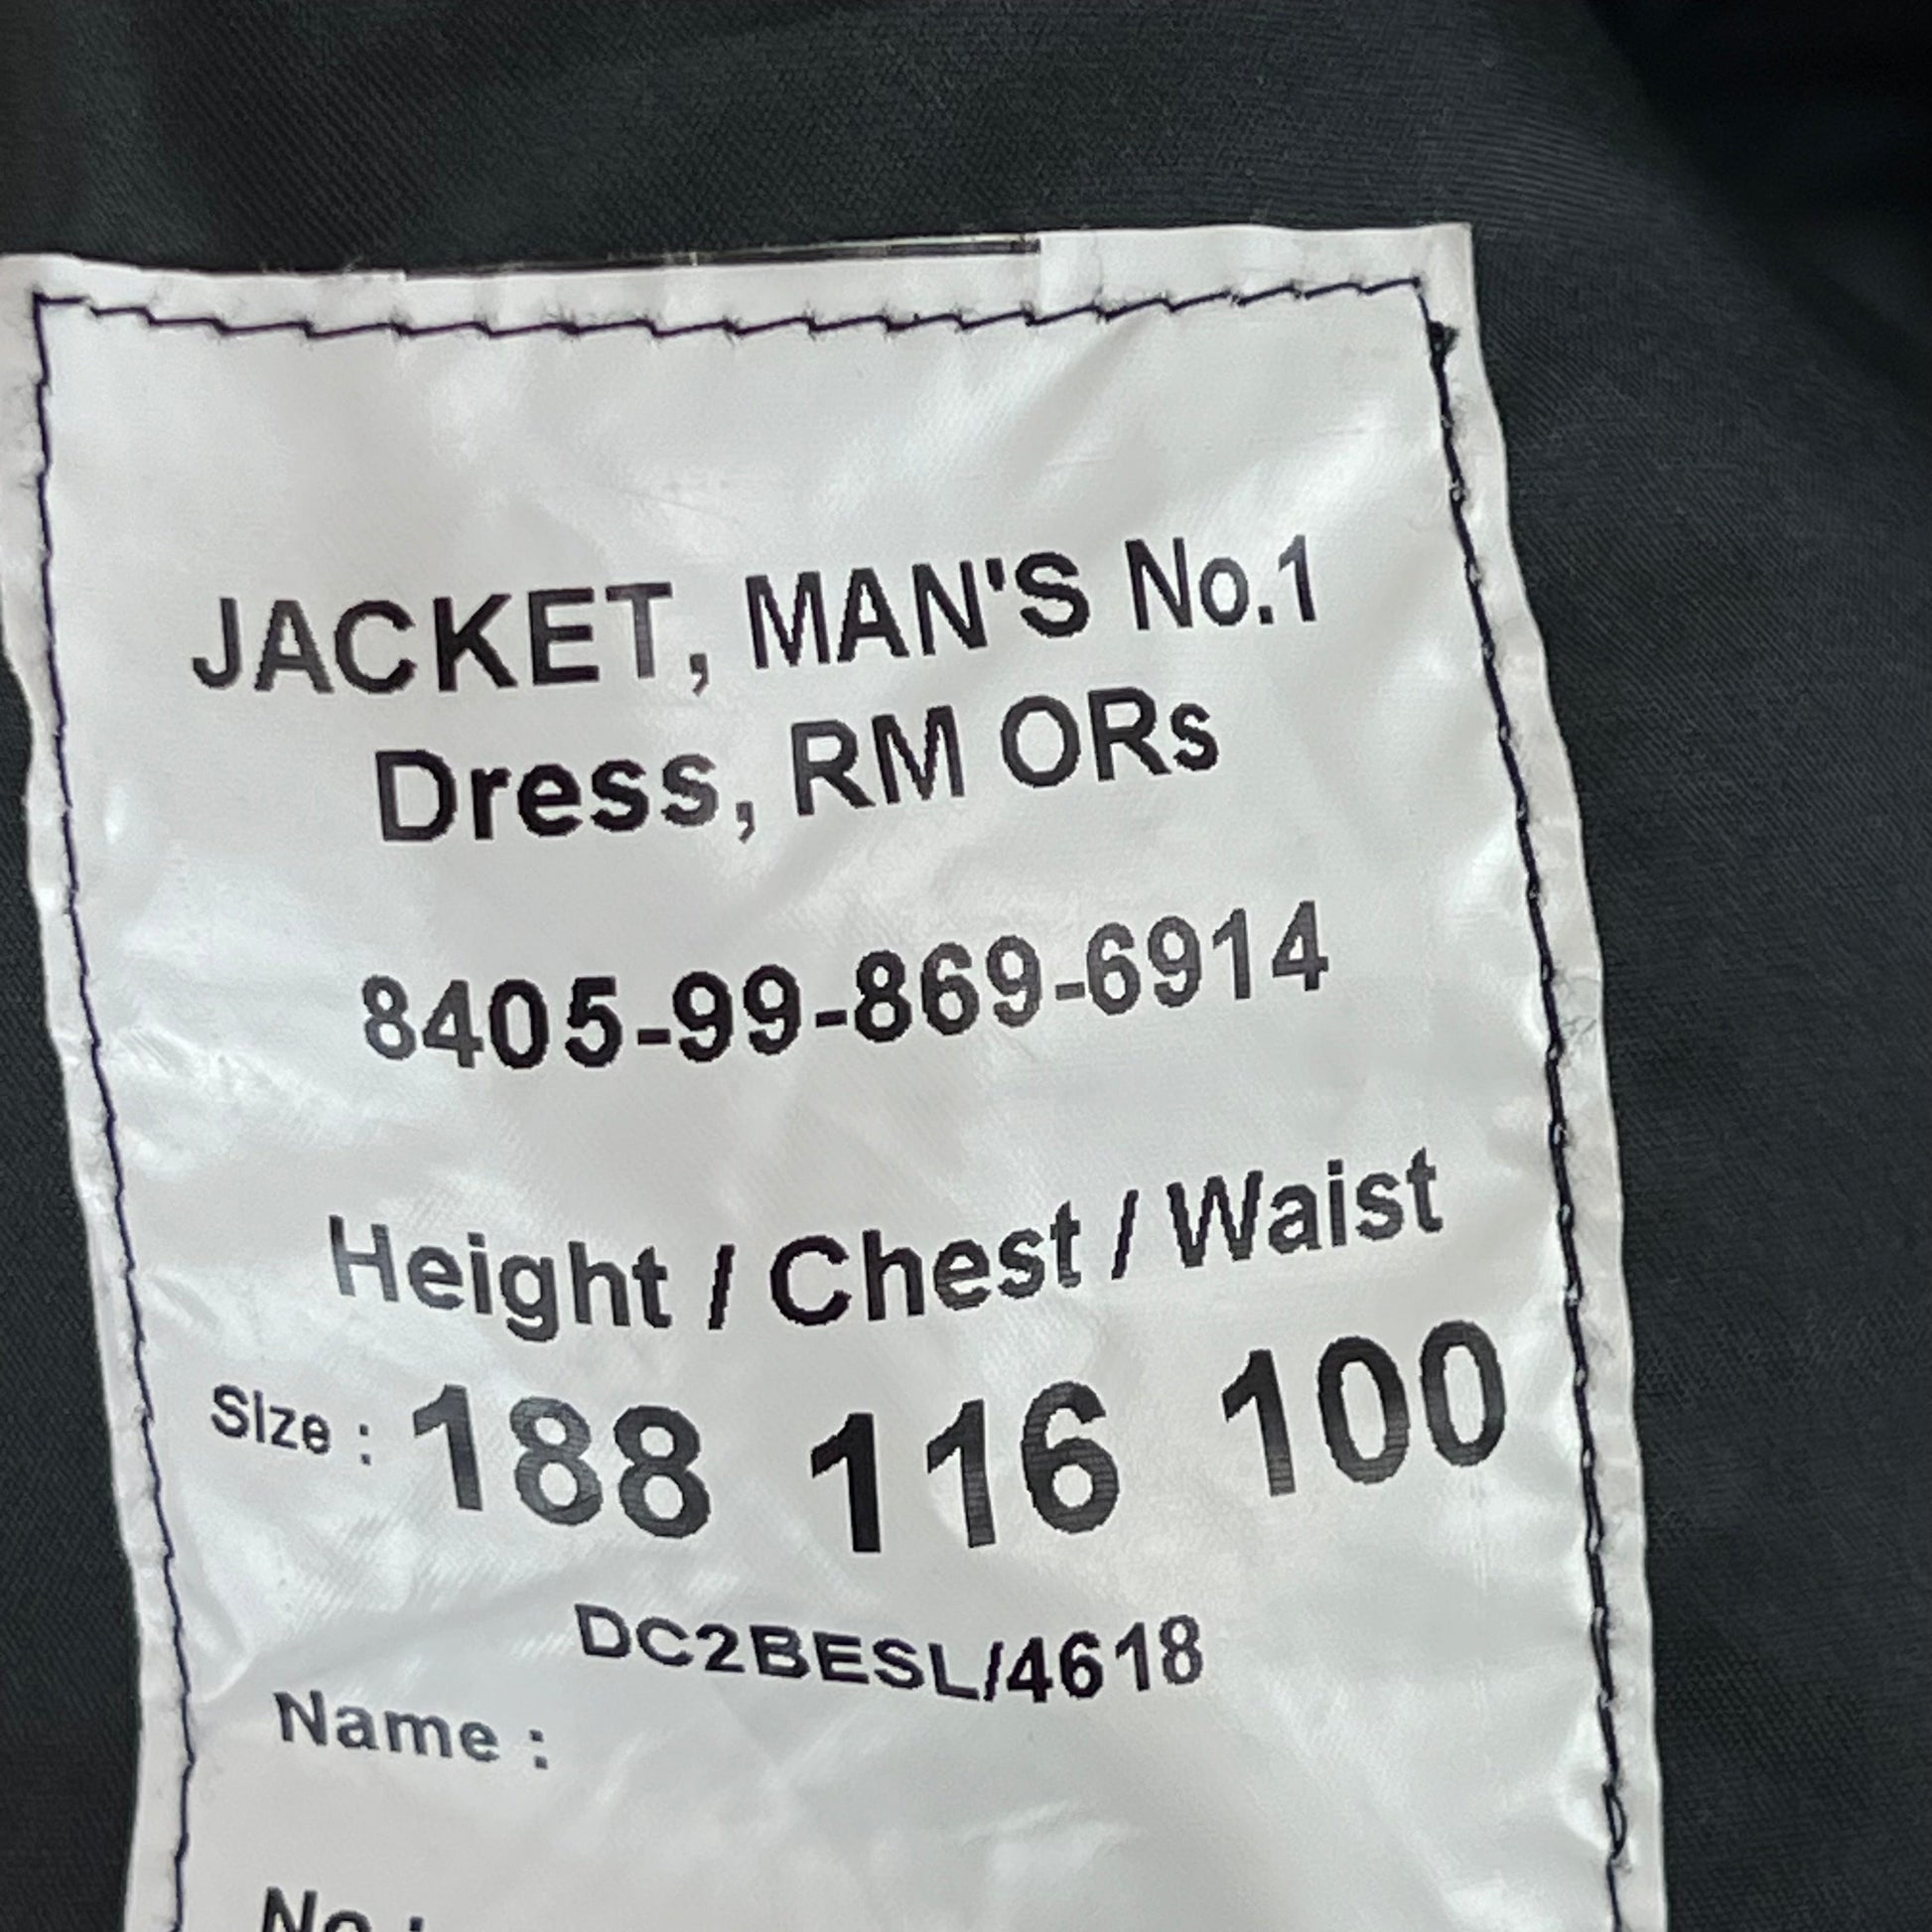 JACKET, MAN'S No.1
Dress, RM ORs
8405-99-869-6914
Height / Chest / Waist
Size : 188 116 100
DC2BESL/4618
Name :
No :